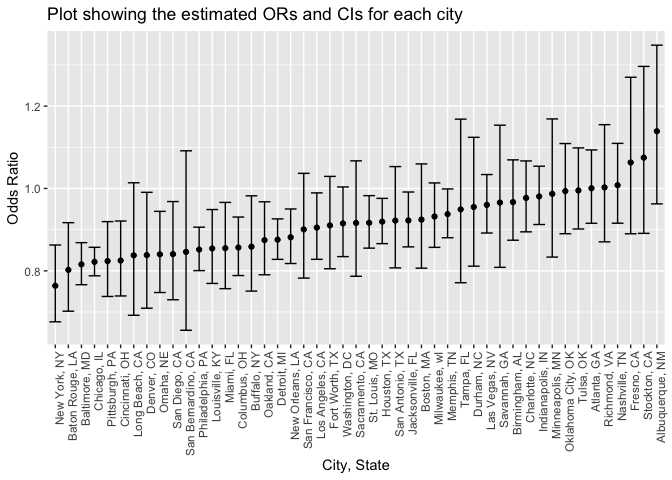 Plot showing the estimated ORs and CIs for each city
Odds Ratio
1.2
1.0
0.8
New York, NY
Baton Rouge, LA
Baltimore, MD
Chicago, IL
Pittsburgh, PA
Cincinnati, OH
Long Beach, CA
Denver, CO
Omaha, NE
San Diego, CA
San Bernardino, CA
Philadelphia, PA
Louisville, KY
Miami, FL
Columbus, OH
Buffalo, NY
Oakland, CA
Detroit, MI
New Orleans, LA
San Francisco, CA
Los Angeles, CA
Fort Worth, TX
Washington, DC
Sacramento, CA
St. Louis, MO
Houston, TX
San Antonio, TX
Jacksonville, FL
Boston, MA
Milwaukee, wI
Memphis, TN
Tampa, FL
Durham, NC
Las Vegas, NV
Savannah, GA
Birmingham, AL
Charlotte, NC
Indianapolis, IN
Minneapolis, MN
Oklahoma City, OK
Tulsa, OK
Atlanta, GA
Richmond, VA
Nashville, TN
Fresno, CA
Stockton, CA
Albuquerque, NM
City, State